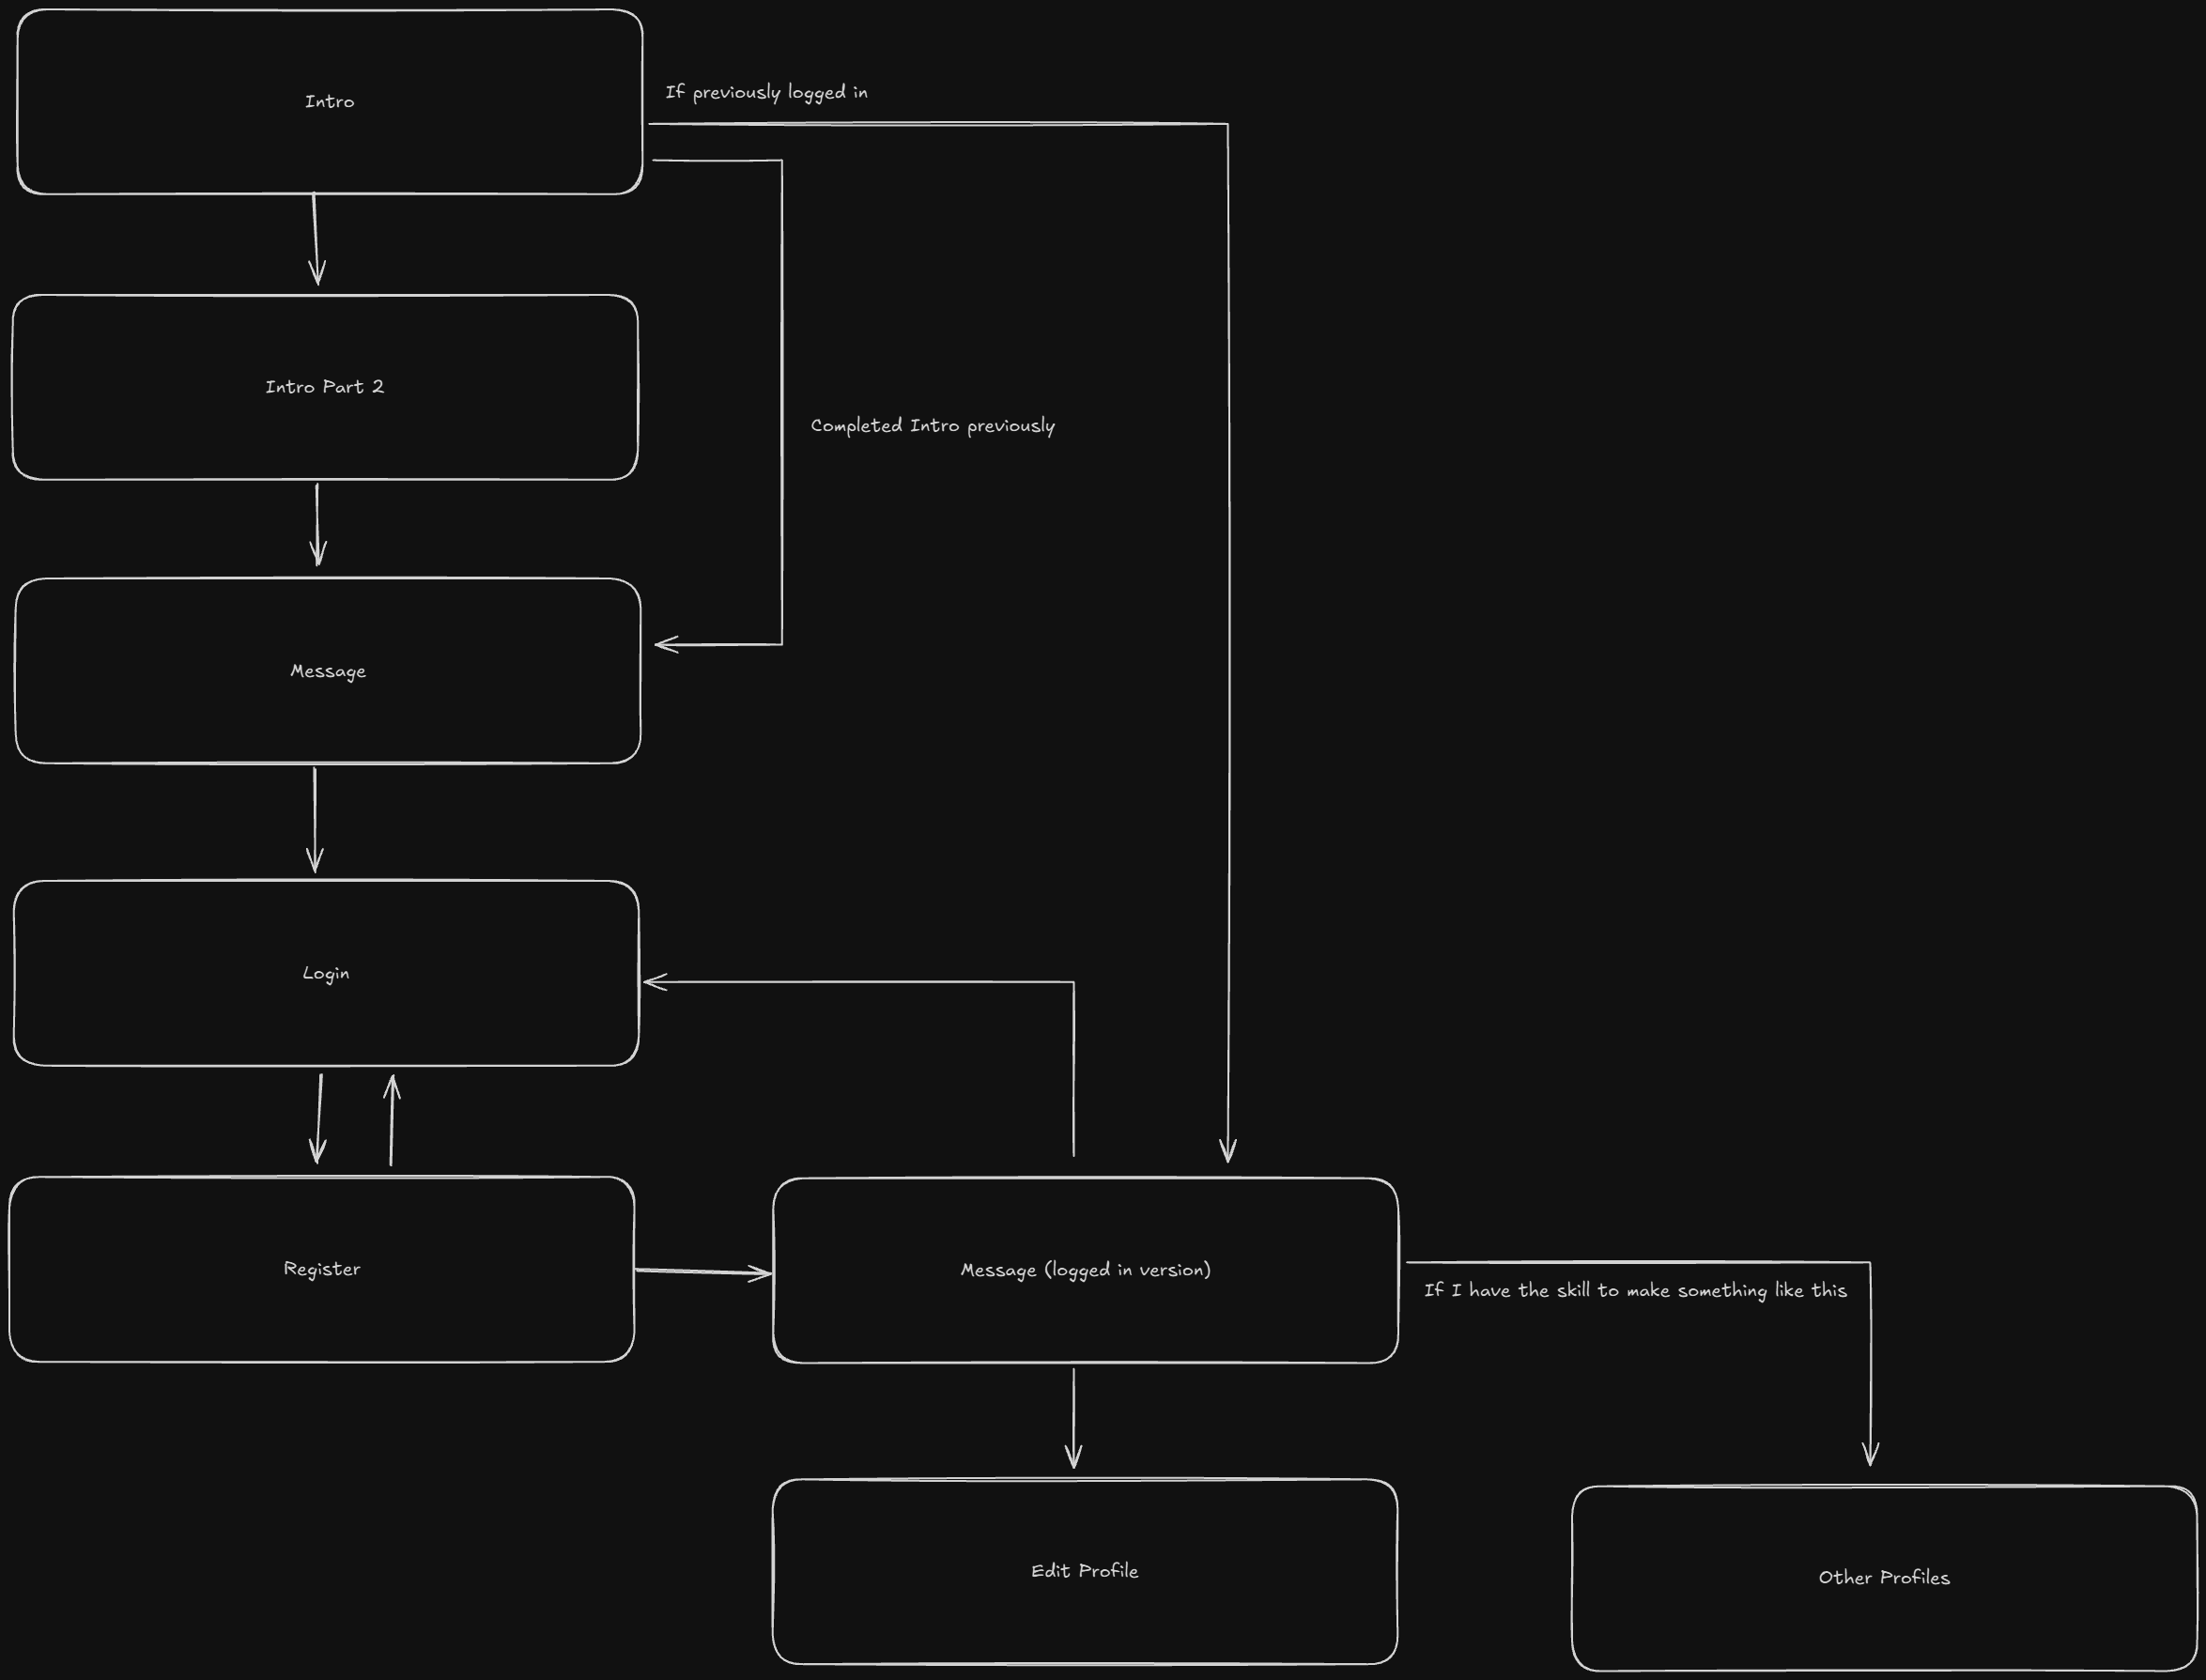 Intro
If previously logged in
Intro Part 2
Completed Intro previously
Message
Login
Register
Message (logged in version)
If I have the skill to make something like this
Edit Profile
Other Profiles